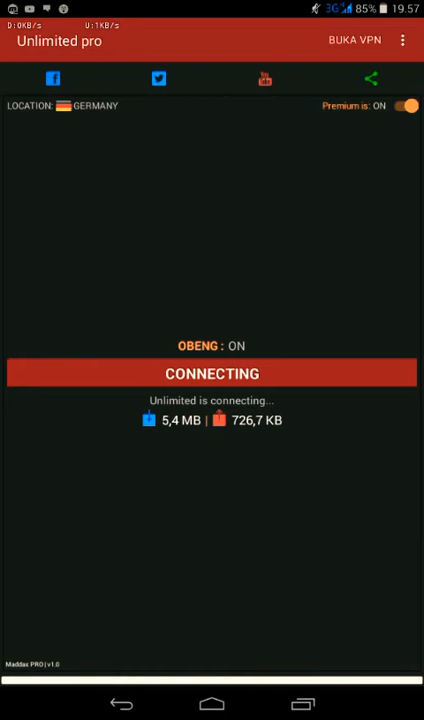 3G 85% 19.57
D:0KB/s U:1KB/s
Unlimited pro BUKA VPN
LOCATION: GERMANY Premium is: ON
OBENG : ON
CONNECTING
Unlimited is connecting...
5,4 MB | 726,7 KB
Maddax PRO | v1.0